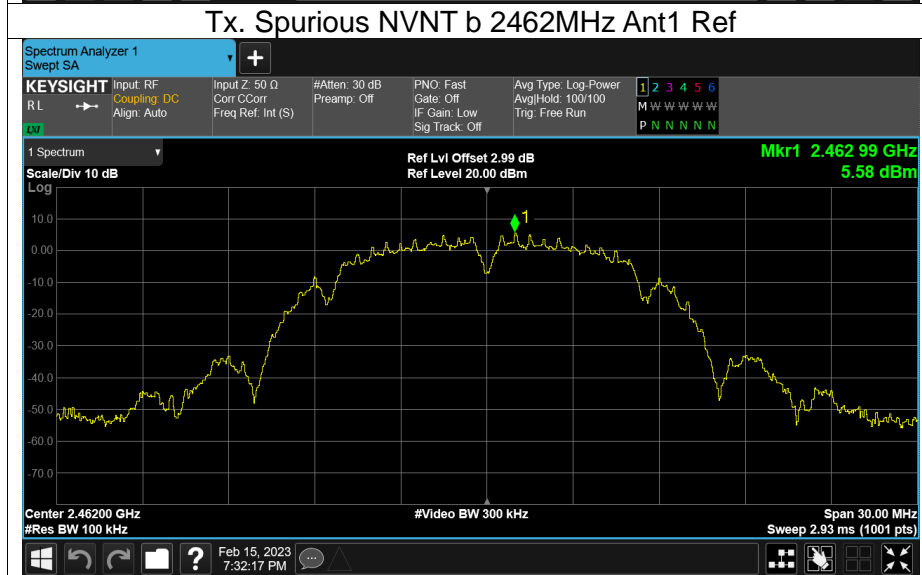 Tx. Spurious NVNT b 2462MHz Ant1 Ref
Spectrum Analyzer 1
Swept SA
+
KEYSIGHT
R L
LXI
Input: RF
Coupling: DC
Align: Auto
Input Z: 50 Ω
Corr CCorr
Freq Ref: Int (S)
#Atten: 30 dB
Preamp: Off
PNO: Fast
Gate: Off
IF Gain: Low
Sig Track: Off
Avg Type: Log-Power
Avg|Hold: 100/100
Trig: Free Run
1 2 3 4 5 6
M W W W W W
P N N N N N
1 Spectrum
Scale/Div 10 dB
Ref Lvl Offset 2.99 dB
Ref Level 20.00 dBm
Mkr1 2.462 99 GHz
5.58 dBm
Log
10.0
0.00
-10.0
-20.0
-30.0
-40.0
-50.0
-60.0
-70.0
1
Center 2.46200 GHz
#Res BW 100 kHz
#Video BW 300 kHz
Span 30.00 MHz
Sweep 2.93 ms (1001 pts)
?
Feb 15, 2023
7:32:17 PM